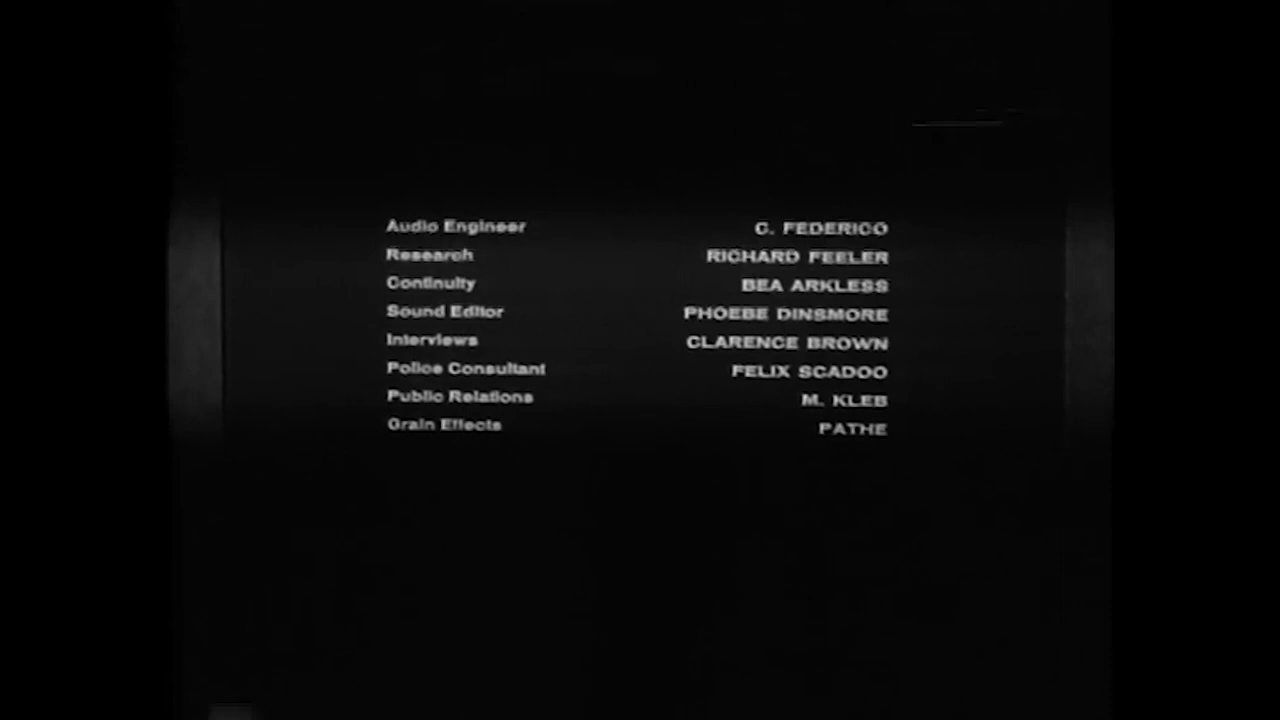 Audio Engineer C. FEDERICO
Research RICHARD FEELER
Continuity BEA ARKLESS
Sound Editor PHOEBE DINSMORE
Interviews CLARENCE BROWN
Police Consultant FELIX SCADOO
Public Relations M. KLEB
Grain Effects PATHE